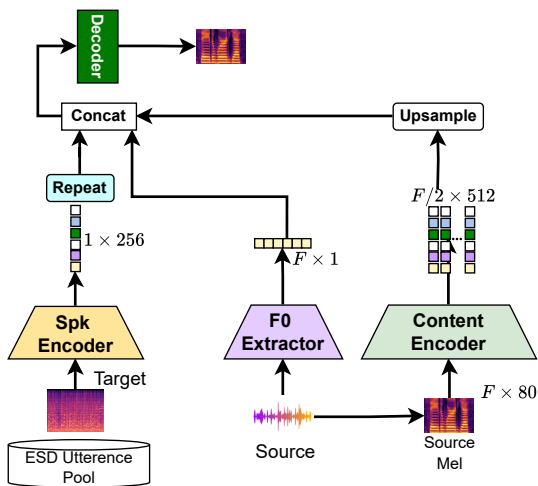 Decoder
Concat
Upsample
Repeat
1 × 256
F/2 × 512
...
F × 1
Spk
Encoder
F0
Extractor
Content
Encoder
Target
F × 80
Source
Source
Mel
ESD Utterence
Pool